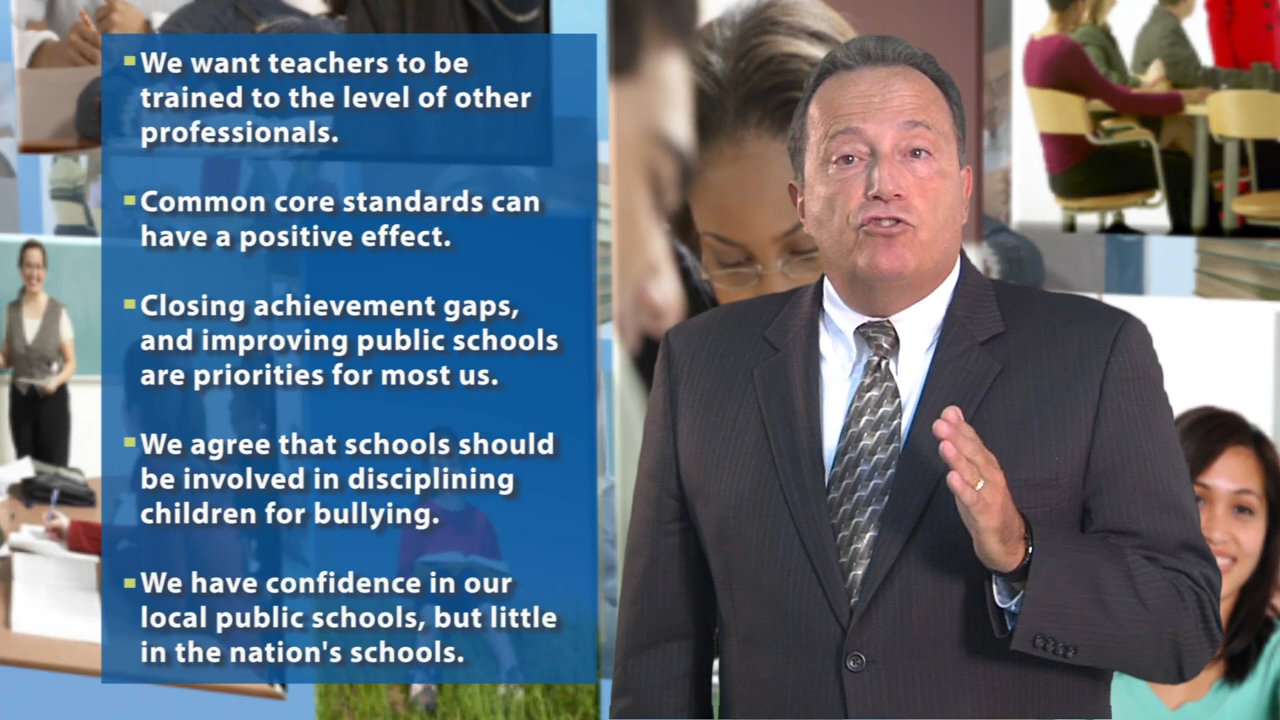 We want teachers to be
trained to the level of other
professionals.
Common core standards can
have a positive effect.
Closing achievement gaps,
and improving public schools
are priorities for most us.
We agree that schools should
be involved in disciplining
children for bullying.
We have confidence in our
local public schools, but little
in the nation's schools.